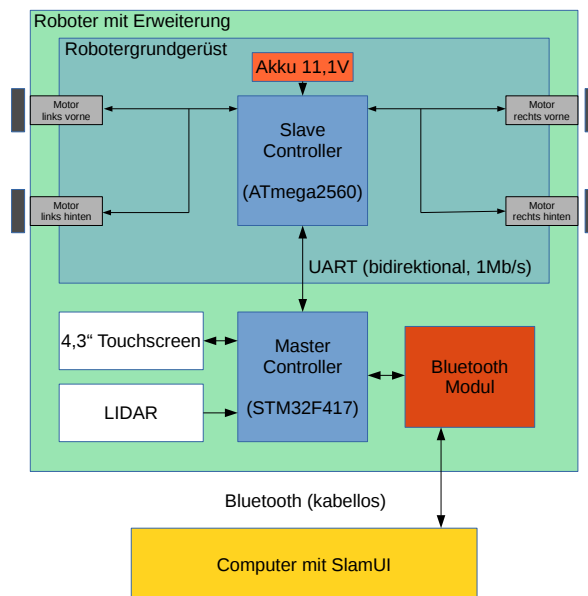 Roboter mit Erweiterung
Robotergrundgerüst
Akku 11,1V
Motor
links vorne
Slave
Controller
(ATmega2560)
Motor
rechts vorne
Motor
links hinten
Motor
rechts hinten
UART (bidirektional, 1Mb/s)
4,3“ Touchscreen
Master
Controller
(STM32F417)
Bluetooth
Modul
LIDAR
Bluetooth (kabellos)
Computer mit SlamUI